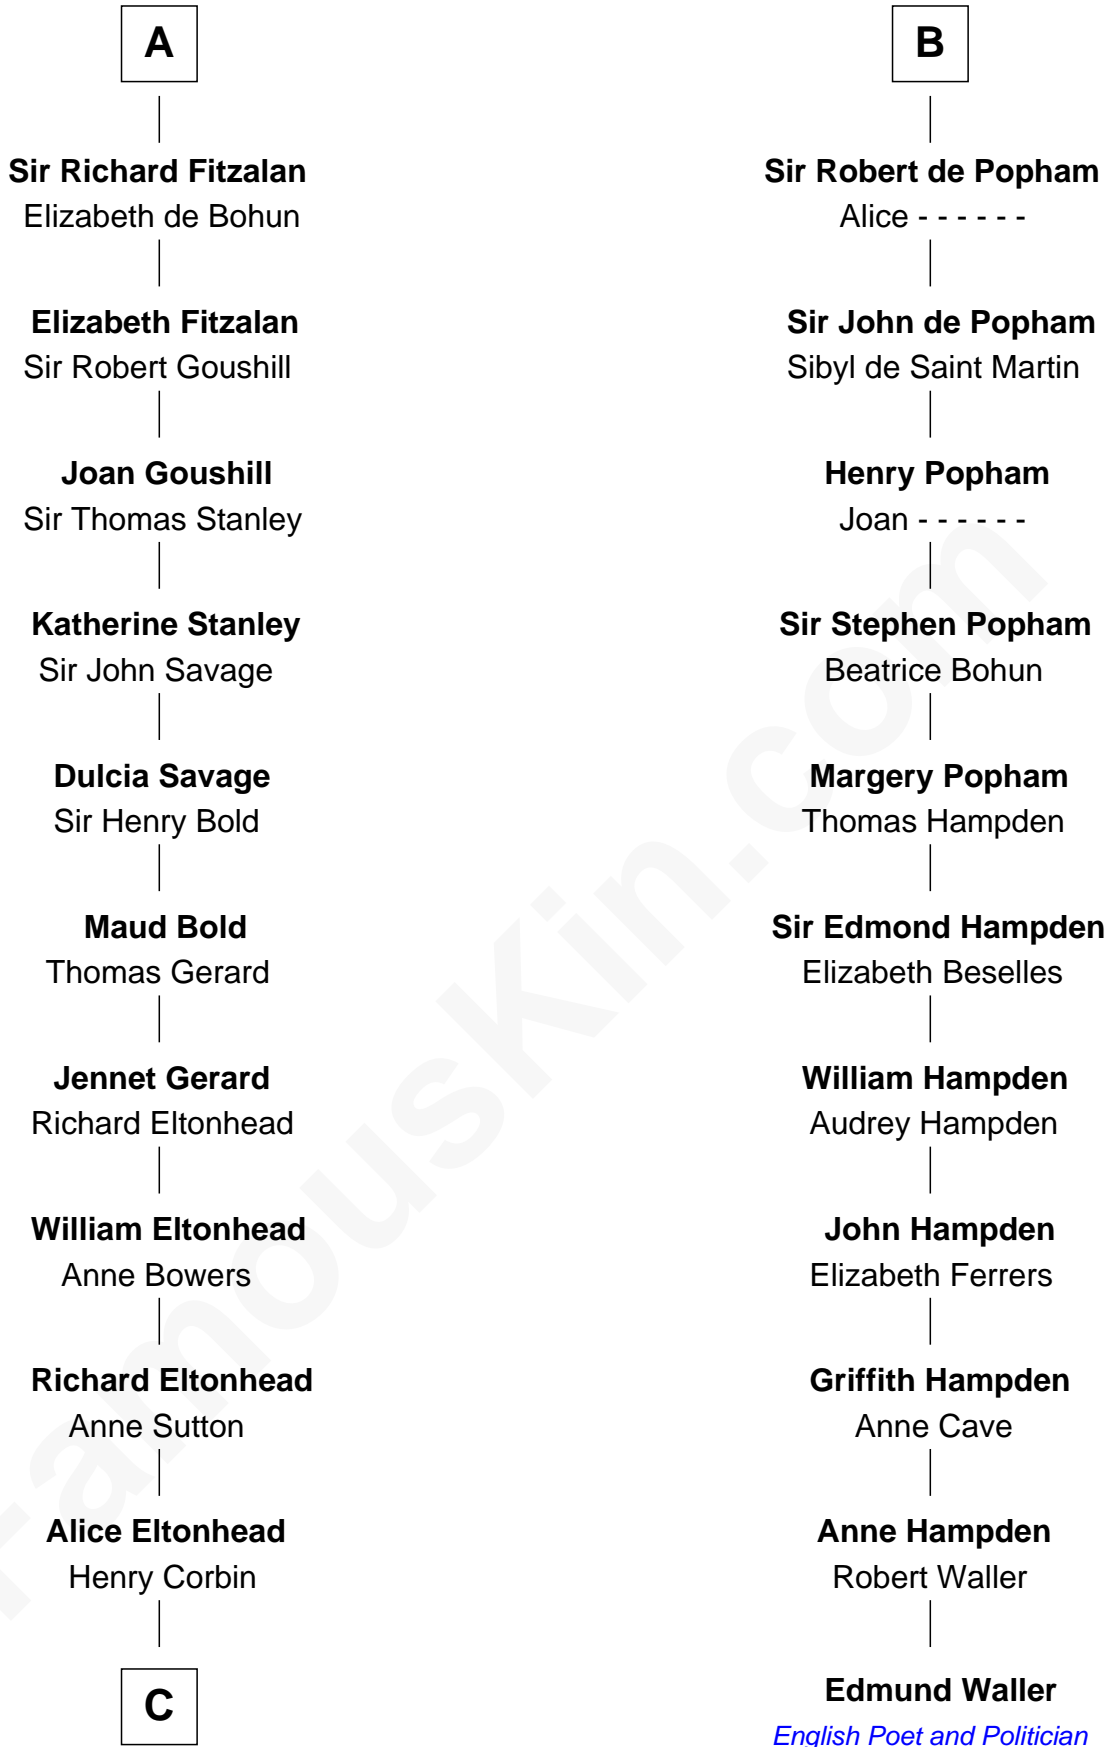 A
Sir Richard Fitzalan
Elizabeth de Bohun
Elizabeth Fitzalan
Sir Robert Goushill
Joan Goushill
Sir Thomas Stanley
Katherine Stanley
Sir John Savage
Dulcia Savage
Sir Henry Bold
Maud Bold
Thomas Gerard
Jennet Gerard
Richard Eltonhead
William Eltonhead
Anne Bowers
Richard Eltonhead
Anne Sutton
Alice Eltonhead
Henry Corbin
C
B
Sir Robert de Popham
Alice - - - - - -
Sir John de Popham
Sibyl de Saint Martin
Henry Popham
Joan - - - - - -
Sir Stephen Popham
Beatrice Bohun
Margery Popham
Thomas Hampden
Sir Edmond Hampden
Elizabeth Beselles
William Hampden
Audrey Hampden
John Hampden
Elizabeth Ferrers
Griffith Hampden
Anne Cave
Anne Hampden
Robert Waller
Edmund Waller
English Poet and Politician
FamousKin.com